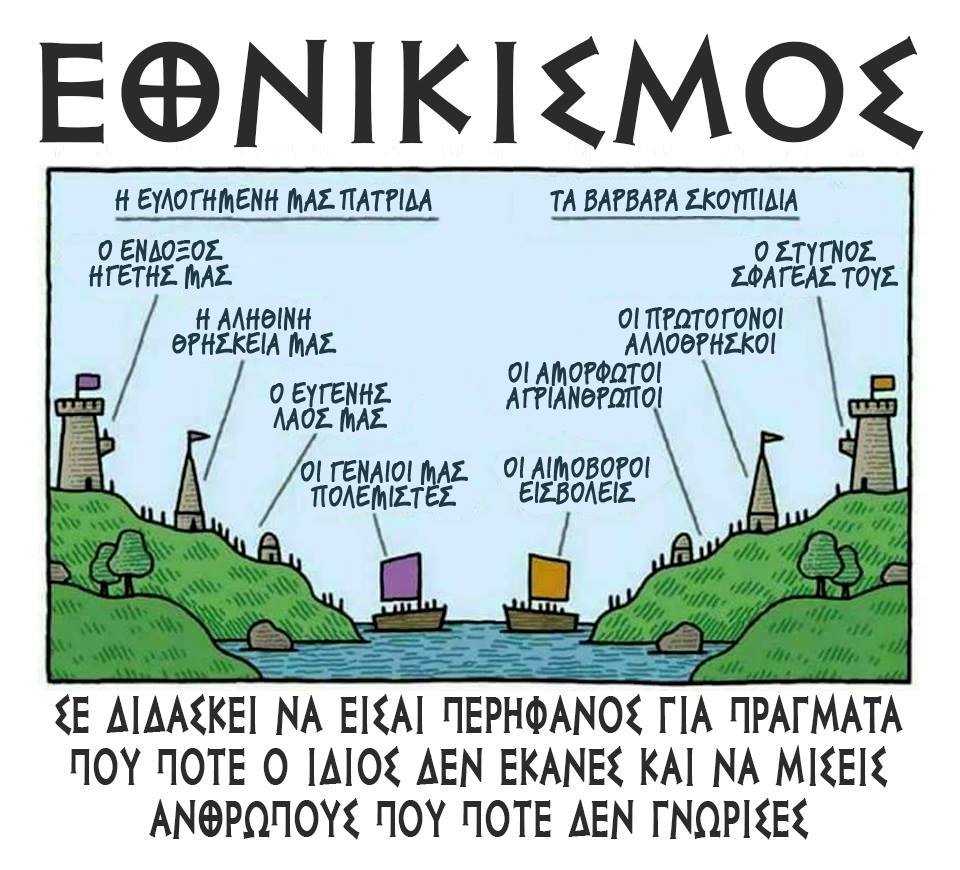 ΕΘΝΙΚΙΣΜΟΣ
Η ΕΥΛΟΓΗΜΕΝΗ ΜΑΣ ΠΑΤΡΙΔΑ
Ο ΕΝΔΟΞΟΣ
ΗΓΕΤΗΣ ΜΑΣ
Η ΑΛΗΘΙΝΗ
ΘΡΗΣΚΕΙΑ ΜΑΣ
Ο ΕΥΓΕΝΗΣ
ΛΑΟΣ ΜΑΣ
ΟΙ ΓΕΝΑΙΟΙ ΜΑΣ
ΠΟΛΕΜΙΣΤΕΣ
ΤΑ ΒΑΡΒΑΡΑ ΣΚΟΥΠΙΔΙΑ
Ο ΣΤΥΓΝΟΣ
ΣΦΑΓΕΑΣ ΤΟΥΣ
ΟΙ ΠΡΩΤΟΓΟΝΟΙ
ΑΛΛΟΘΡΗΣΚΟΙ
ΟΙ ΑΜΟΡΦΩΤΟΙ
ΑΓΡΙΑΝΘΡΩΠΟΙ
ΟΙ ΑΙΜΟΒΟΡΟΙ
ΕΙΣΒΟΛΕΙΣ
ΣΕ ΔΙΔΑΣΚΕΙ ΝΑ ΕΙΣΑΙ ΠΕΡΗΦΑΝΟΣ ΓΙΑ ΠΡΑΓΜΑΤΑ
ΠΟΥ ΠΟΤΕ Ο ΙΔΙΟΣ ΔΕΝ ΕΚΑΝΕΣ ΚΑΙ ΝΑ ΜΙΣΕΙΣ
ΑΝΘΡΩΠΟΥΣ ΠΟΥ ΠΟΤΕ ΔΕΝ ΓΝΩΡΙΣΕΣ